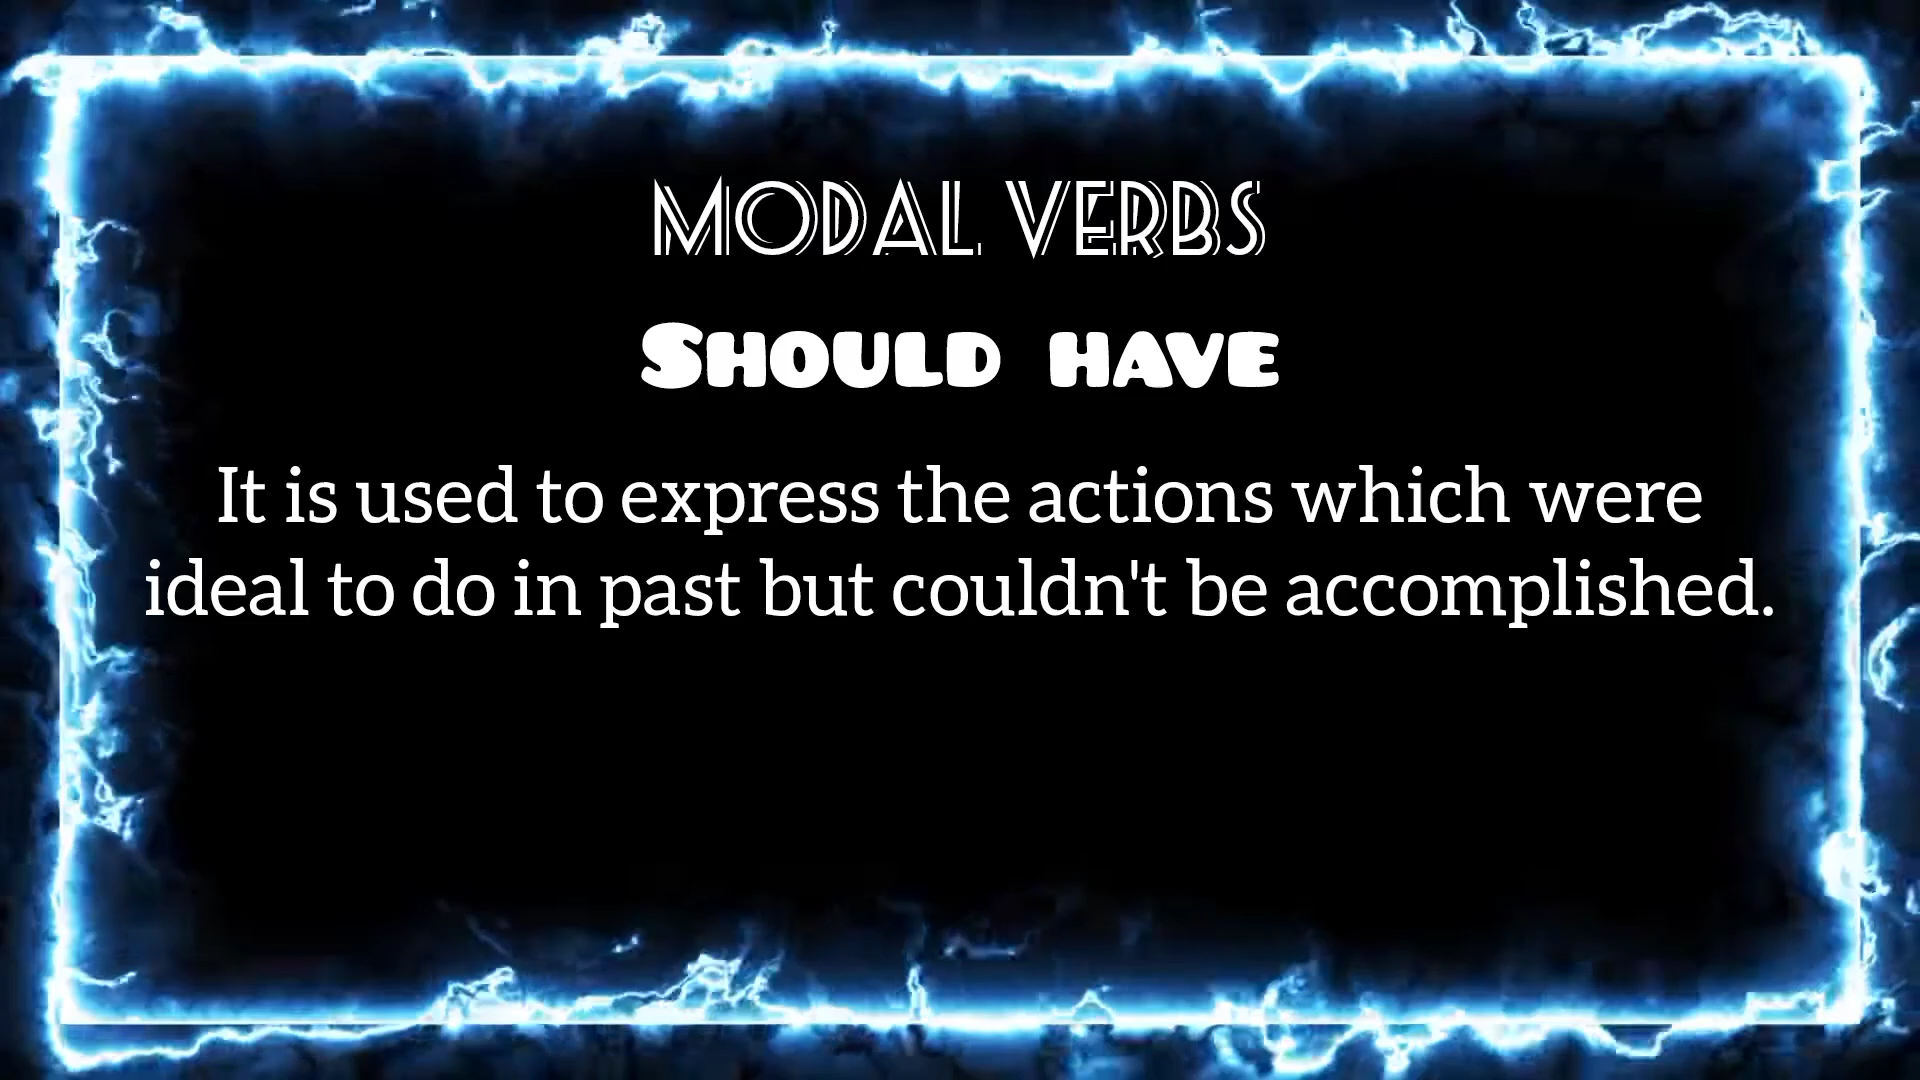 MODAL VERBS
SHOULD HAVE
It is used to express the actions which were
ideal to do in past but couldn't be accomplished.